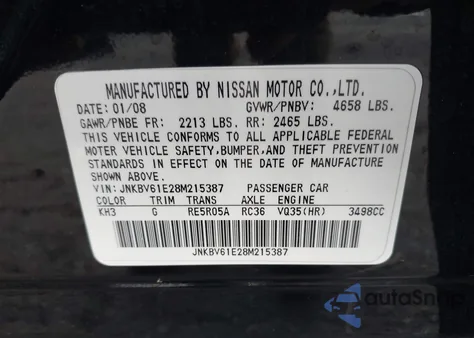 MANUFACTURED BY NISSAN MOTOR CO.,LTD.
DATE: 01/08 GVWR/PNBV: 4658 LBS.
GAWR/PNBE FR: 2213 LBS. RR: 2465 LBS.
THIS VEHICLE CONFORMS TO ALL APPLICABLE FEDERAL
MOTOR VEHICLE SAFETY, BUMPER, AND THEFT PREVENTION
STANDARDS IN EFFECT ON THE DATE OF MANUFACTURE
SHOWN ABOVE.
VIN: JNKBV61E28M215387 PASSENGER CAR
COLOR TRIM TRANS AXLE ENGINE
KH3 G RE5R05A RC36 VQ35(HR) 3498CC
JNKBV61E28M215387
autoSnap